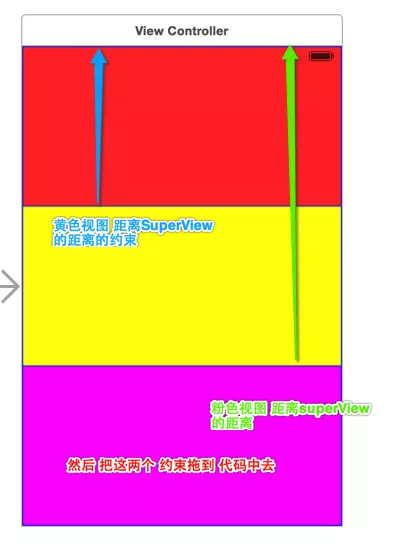 View Controller
黄色视图 距离SuperView
的距离的约束
粉色视图 距离superView
的距离
然后 把这两个 约束拖到 代码中去